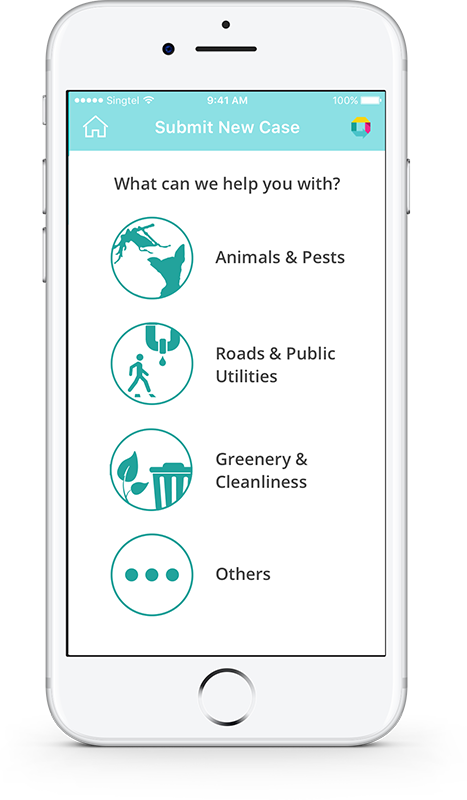 Singtel 9:41 AM 100%
Submit New Case
What can we help you with?
Animals & Pests
Roads & Public
Utilities
Greenery &
Cleanliness
Others